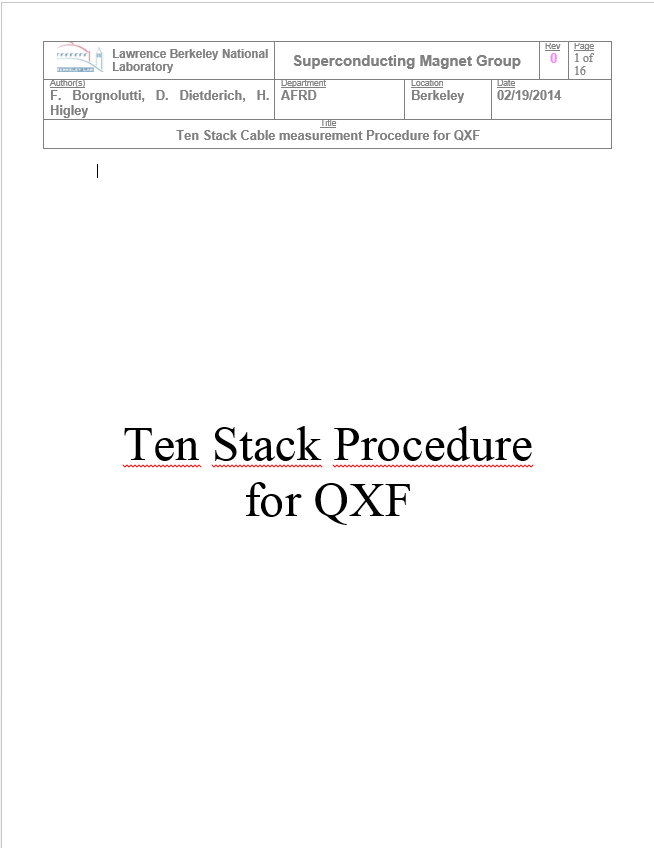 Lawrence Berkeley National
Laboratory
Superconducting Magnet Group
Rev
0
Page
1 of
16
Author(s)
F. Borgnolutti, D. Dietderich, H.
Higley
Department
AFRD
Location
Berkeley
Date
02/19/2014
Title
Ten Stack Cable measurement Procedure for QXF
Ten Stack Procedure
for QXF